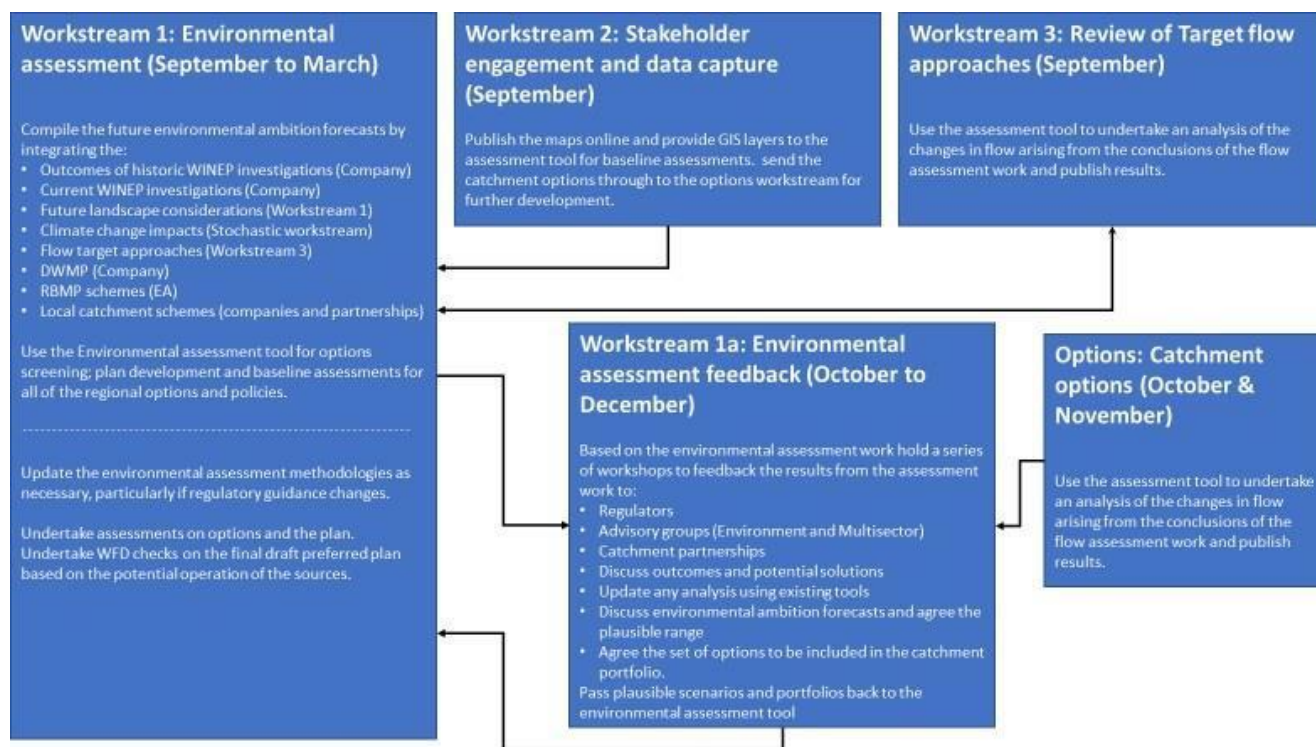 Workstream 1: Environmental
assessment (September to March)
Compile the future environmental ambition forecasts by
integrating the:
• Outcomes of historic WINEP investigations (Company)
• Current WINEP investigations (Company)
• Future landscape considerations (Workstream 1)
• Climate change impacts (Stochastic workstream)
• Flow target approaches (Workstream 3)
• DWMP (Company)
• RBMP schemes (EA)
• Local catchment schemes (companies and partnerships)
Use the Environmental assessment tool for options
screening; plan development and baseline assessments for
all of the regional options and policies.
Update the environmental assessment methodologies as
necessary, particularly if regulatory guidance changes.
Undertake assessments on options and the plan.
Undertake WFD checks on the final draft preferred plan
based on the potential operation of the sources.
Workstream 2: Stakeholder
engagement and data capture
(September)
Publish the maps online and provide GIS layers to the
assessment tool for baseline assessments. send the
catchment options through to the options workstream for
further development.
Workstream 3: Review of Target flow
approaches (September)
Use the assessment tool to undertake an analysis of the
changes in flow arising from the conclusions of the flow
assessment work and publish results.
Workstream 1a: Environmental
assessment feedback (October to
December)
Based on the environmental assessment work hold a series
of workshops to feedback the results from the assessment
work to:
• Regulators
• Advisory groups (Environment and Multisector)
• Catchment partnerships
• Discuss outcomes and potential solutions
• Update any analysis using existing tools
• Discuss environmental ambition forecasts and agree the
plausible range
• Agree the set of options to be included in the catchment
portfolio.
Pass plausible scenarios and portfolios back to the
environmental assessment tool
Options: Catchment
options (October &
November)
Use the assessment tool to undertake
an analysis of the changes in flow
arising from the conclusions of the
flow assessment work and publish
results.